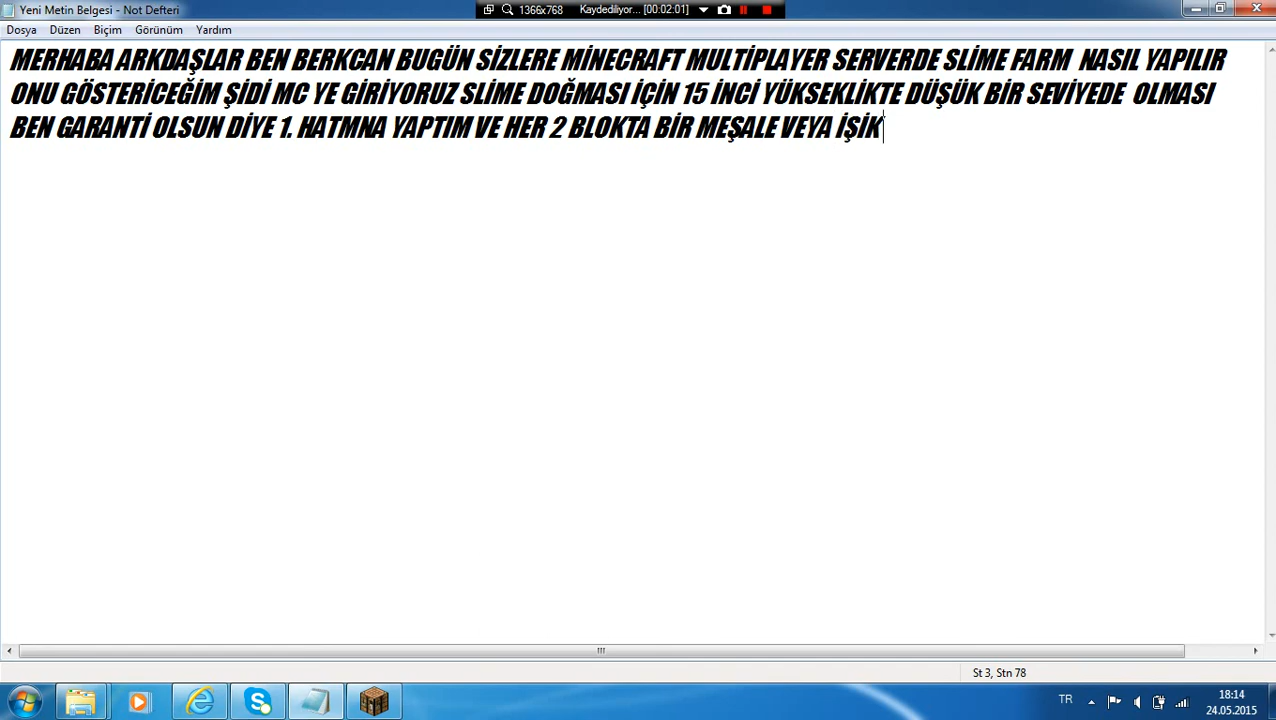 Yeni Metin Belgesi - Not Defteri
1366x768 Kaydediliyor... [00:02:01]
Dosya Düzen Biçim Görünüm Yardım
MERHABA ARKDAŞLAR BEN BERKCAN BUGÜN SİZLERE MİNECRAFT MULTİPLAYER SERVERDE SLİME FARM NASIL YAPILIR
ONU GÖSTERİCEĞİM ŞİDİ MC YE GİRİYORUZ SLİME DOĞMASI İÇİN 15 İNCİ YÜKSEKLİKTE DÜŞÜK BİR SEVİYEDE OLMASI
BEN GARANTİ OLSUN DİYE 1. HATMNA YAPTIM VE HER 2 BLOKTA BİR MEŞALE VEYA İŞİK
St 3, Stn 78
TR
18:14
24.05.2015